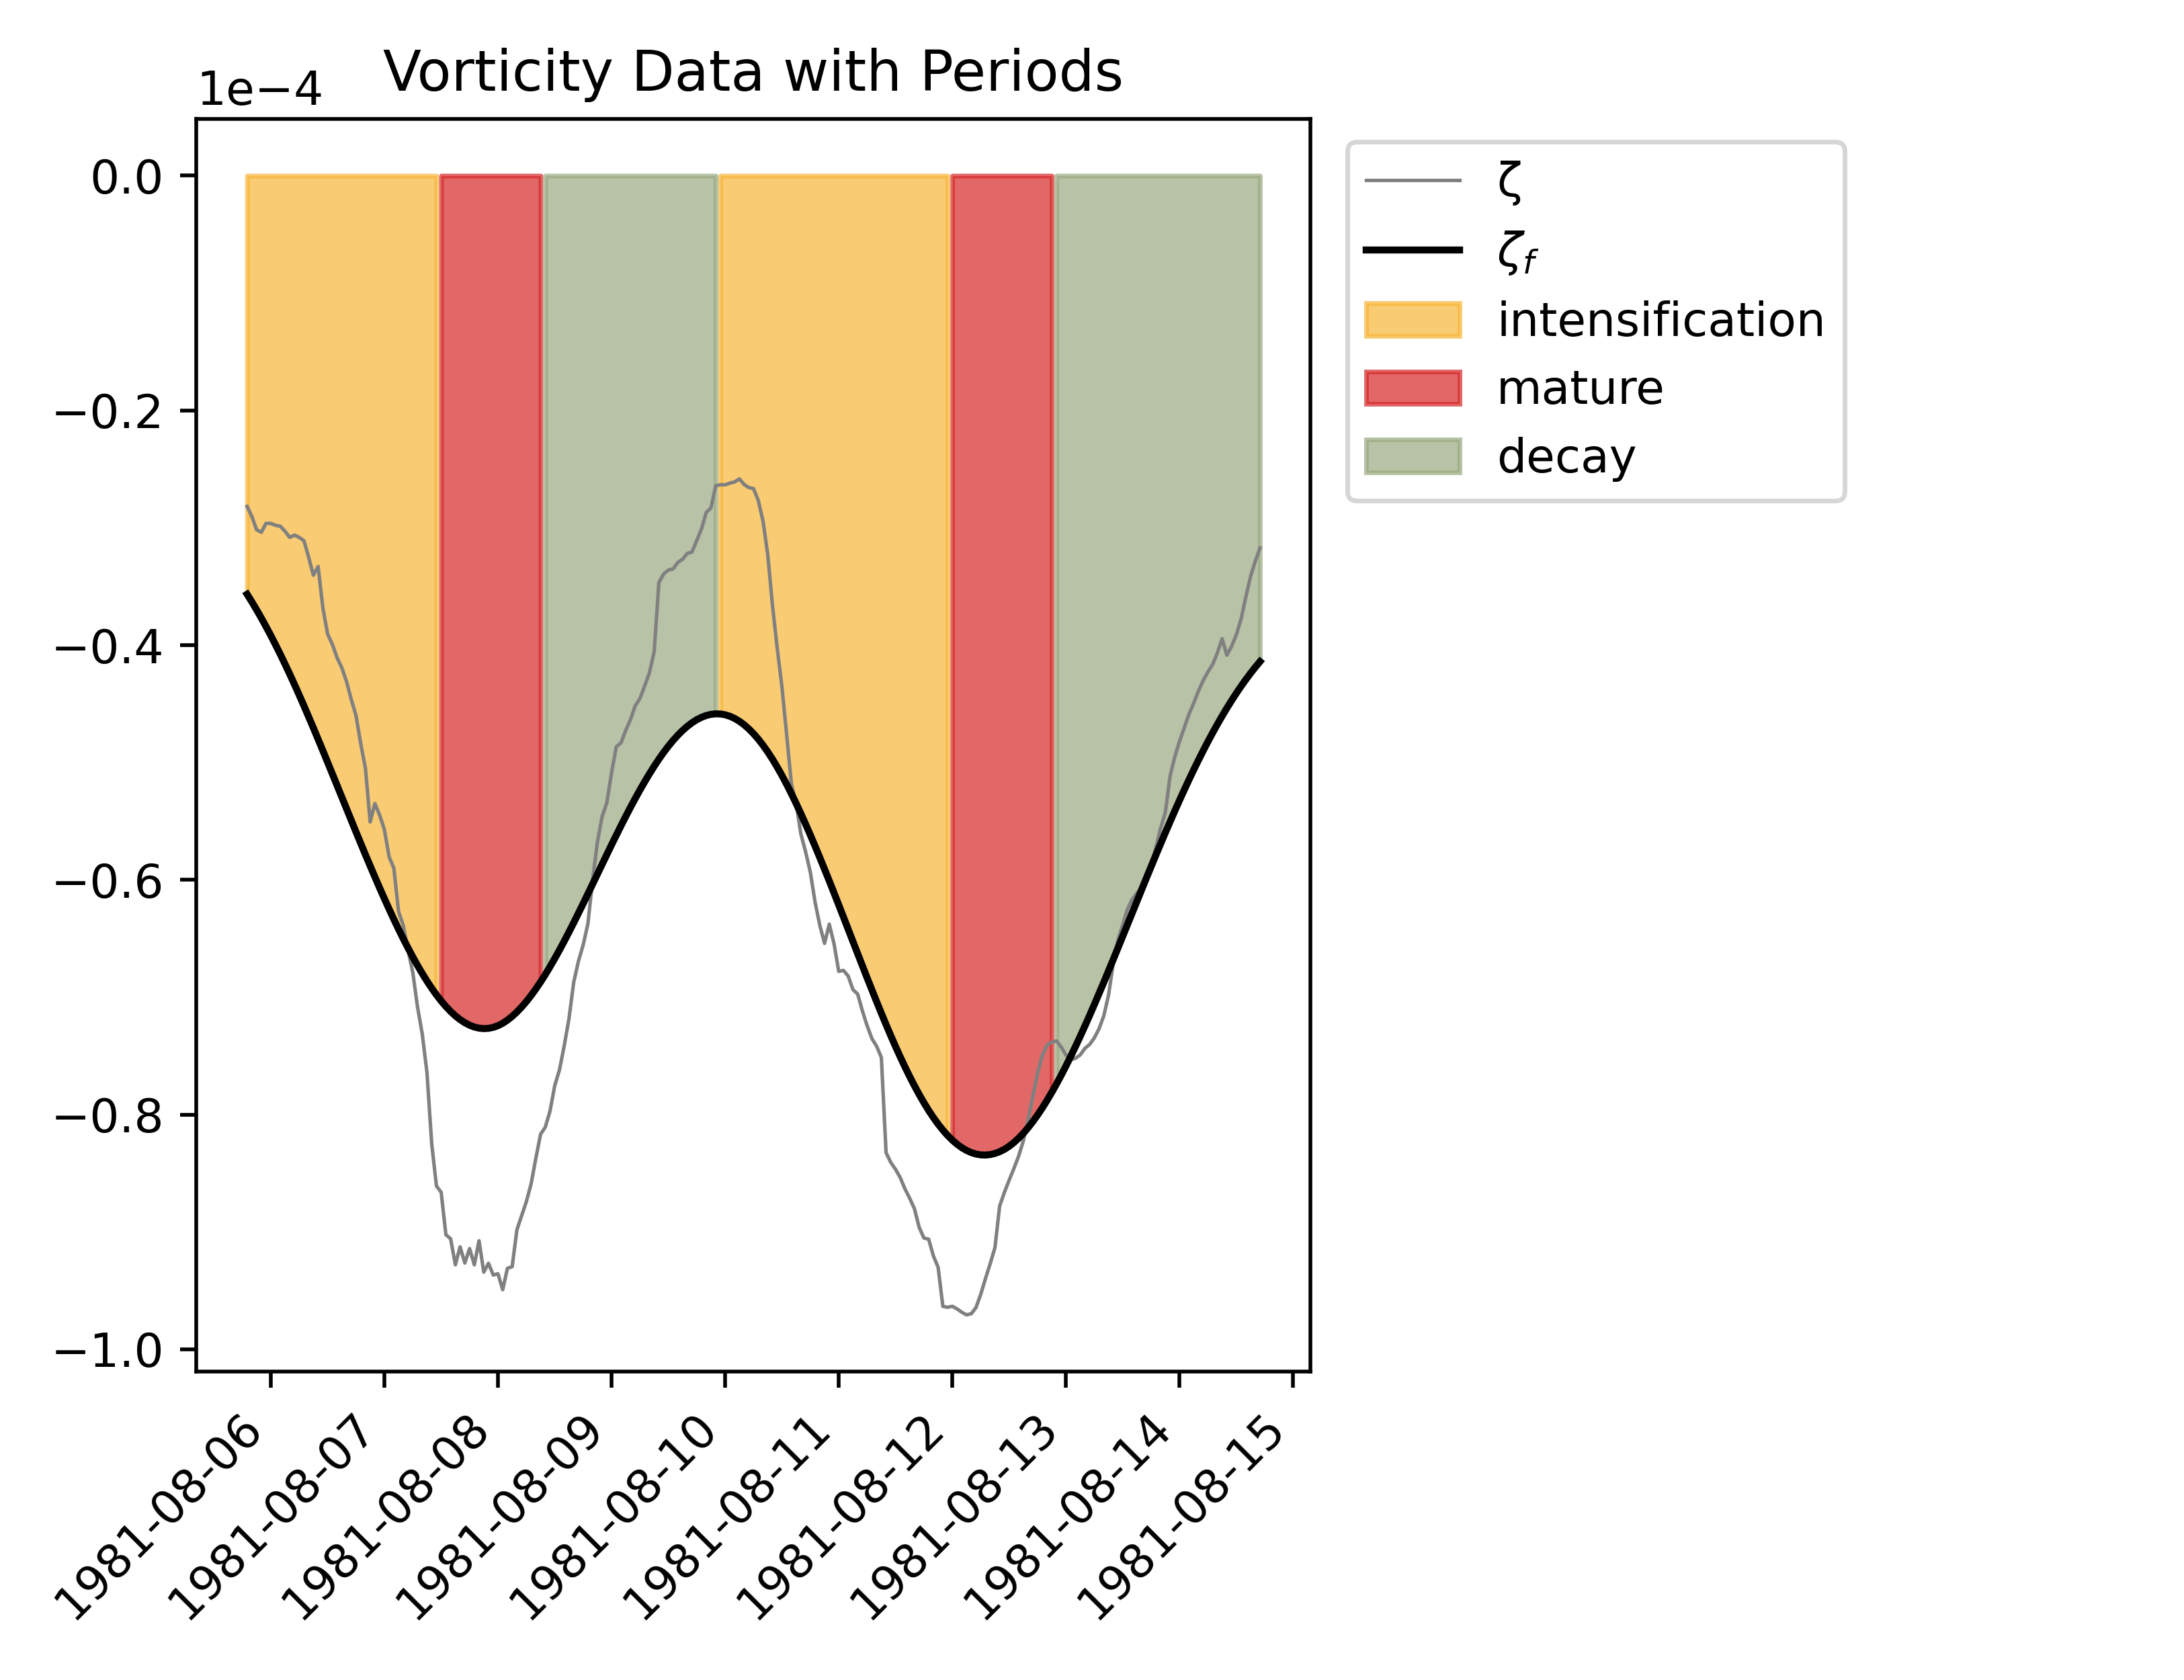 Vorticity Data with Periods
1e−4
0.0
−0.2
−0.4
−0.6
−0.8
−1.0
1981-08-06
1981-08-07
1981-08-08
1981-08-09
1981-08-10
1981-08-11
1981-08-12
1981-08-13
1981-08-14
1981-08-15
ζ
ζf
intensification
mature
decay